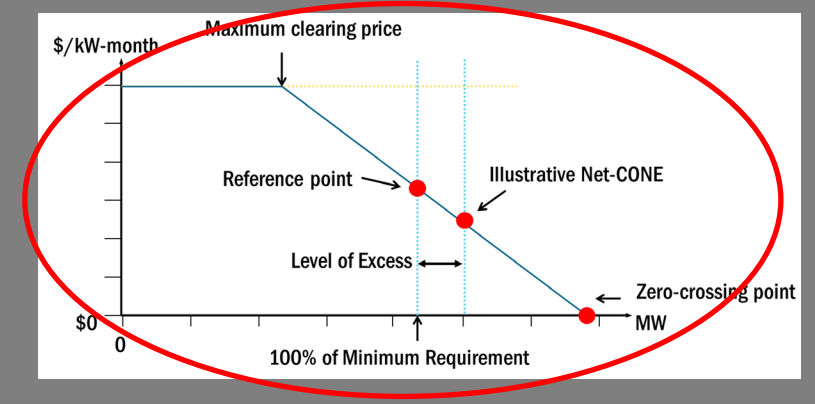 Maximum clearing price
$/kW-month
Reference point
Illustrative Net-CONE
Level of Excess
Zero-crossing point
$0
MW
0
100% of Minimum Requirement